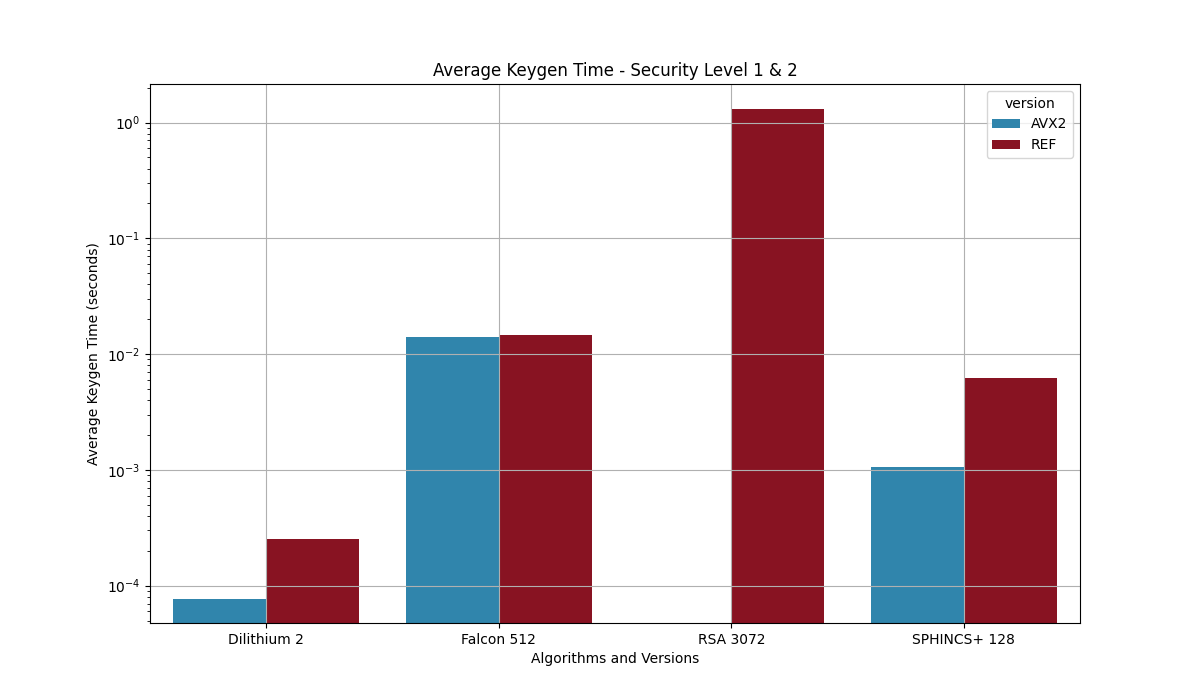 Average Keygen Time - Security Level 1 & 2
version
AVX2
REF
10⁰
10⁻¹
10⁻²
10⁻³
10⁻⁴
Average Keygen Time (seconds)
Dilithium 2
Falcon 512
RSA 3072
SPHINCS+ 128
Algorithms and Versions